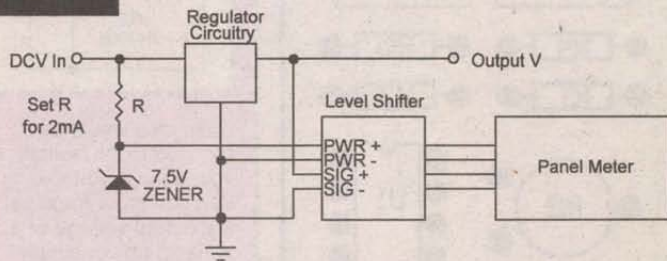 Regulator
Circuitry
DCV In
Output V
Set R
for 2mA
R
Level Shifter
PWR +
PWR -
SIG +
SIG -
Panel Meter
7.5V
ZENER